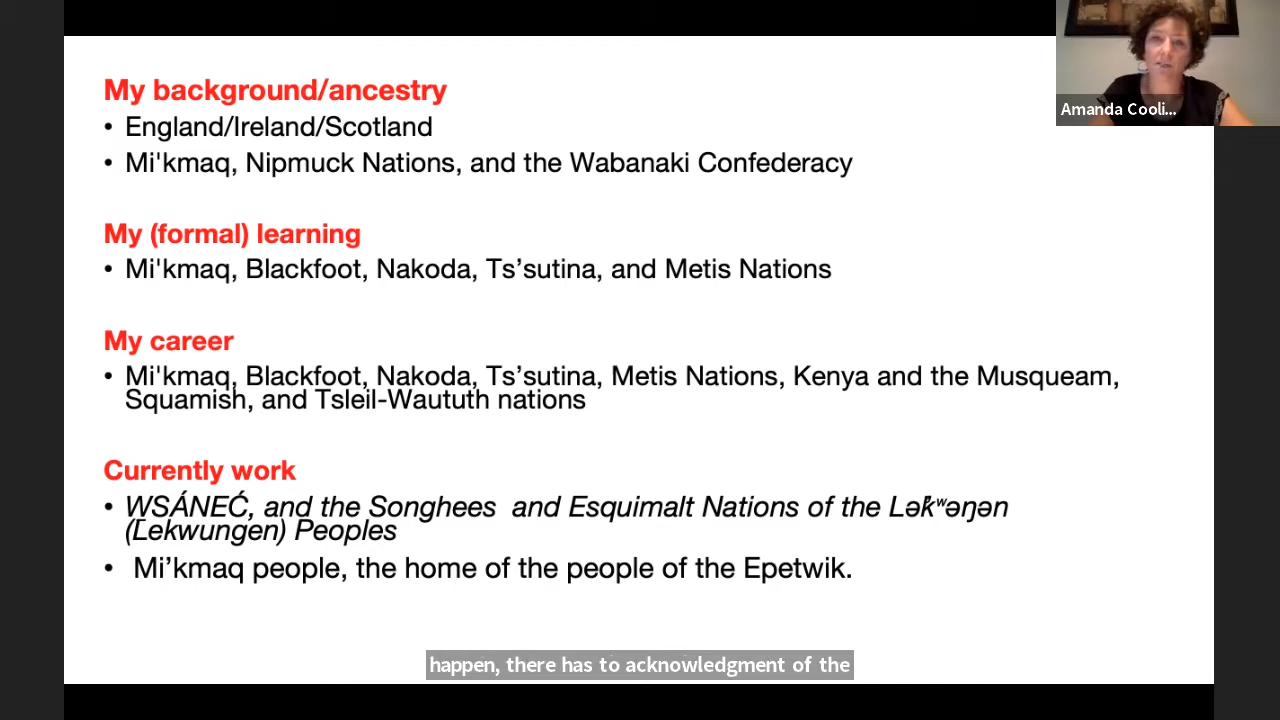 My background/ancestry
• England/Ireland/Scotland
• Mi'kmaq, Nipmuck Nations, and the Wabanaki Confederacy
My (formal) learning
• Mi'kmaq, Blackfoot, Nakoda, Ts’sutina, and Metis Nations
My career
• Mi'kmaq, Blackfoot, Nakoda, Ts’sutina, Metis Nations, Kenya and the Musqueam,
Squamish, and Tsleil-Waututh nations
Currently work
• WSÁNEĆ, and the Songhees and Esquimalt Nations of the Lək̓ʷəŋən
(Lekwungen) Peoples
• Mi’kmaq people, the home of the people of the Epetwik.
Amanda Cooli...
happen, there has to acknowledgment of the